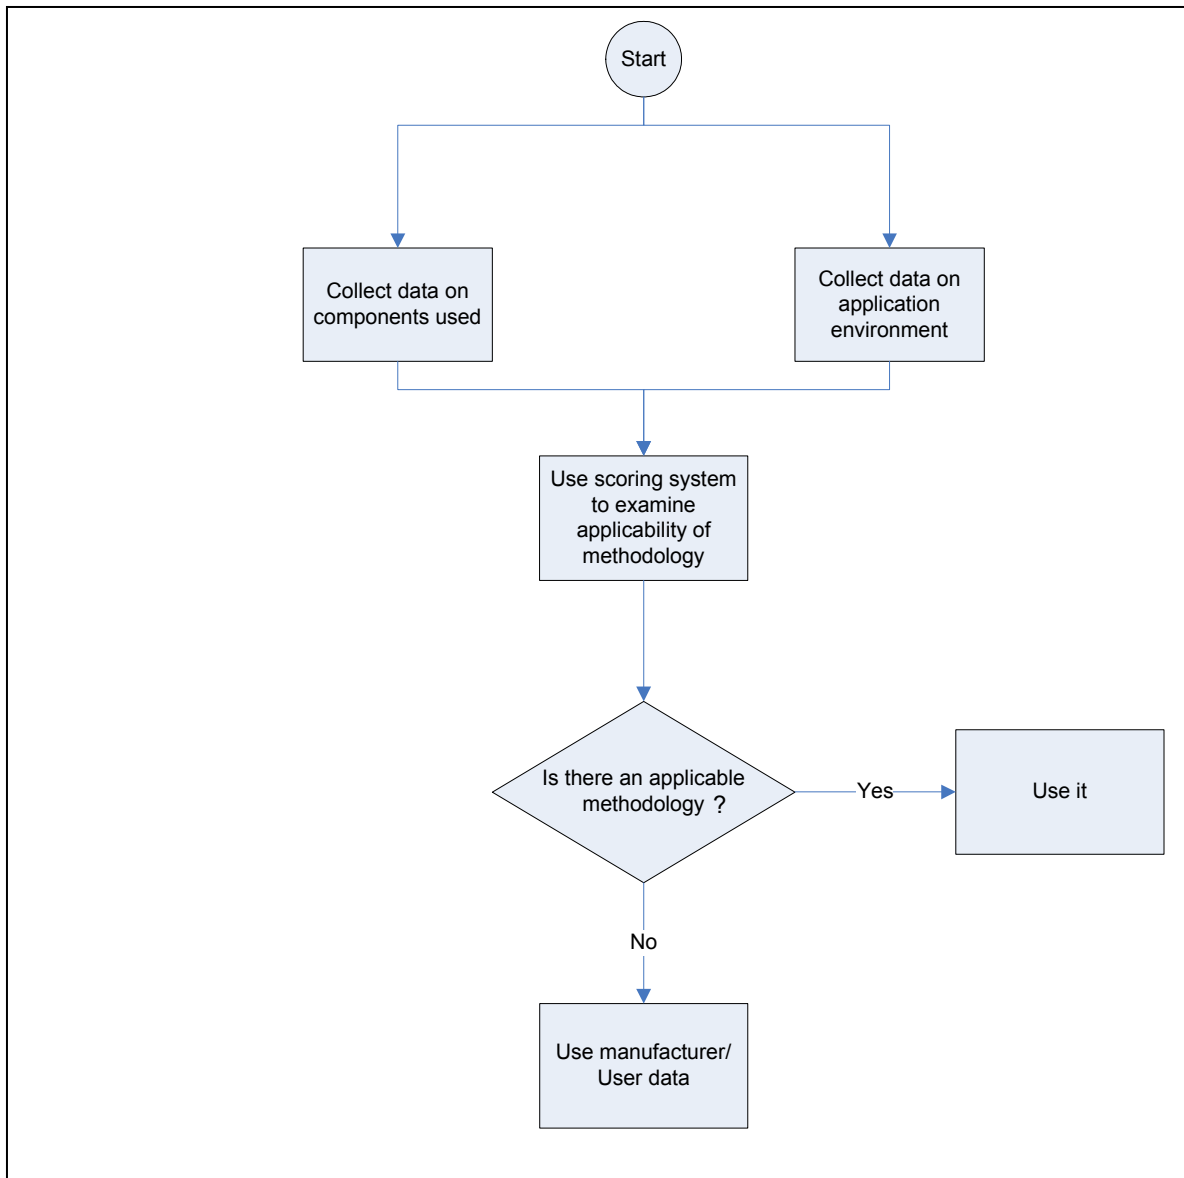 Start
Collect data on
components used
Collect data on
application
environment
Use scoring system
to examine
applicability of
methodology
Is there an applicable
methodology ?
Yes
Use it
No
Use manufacturer/
User data